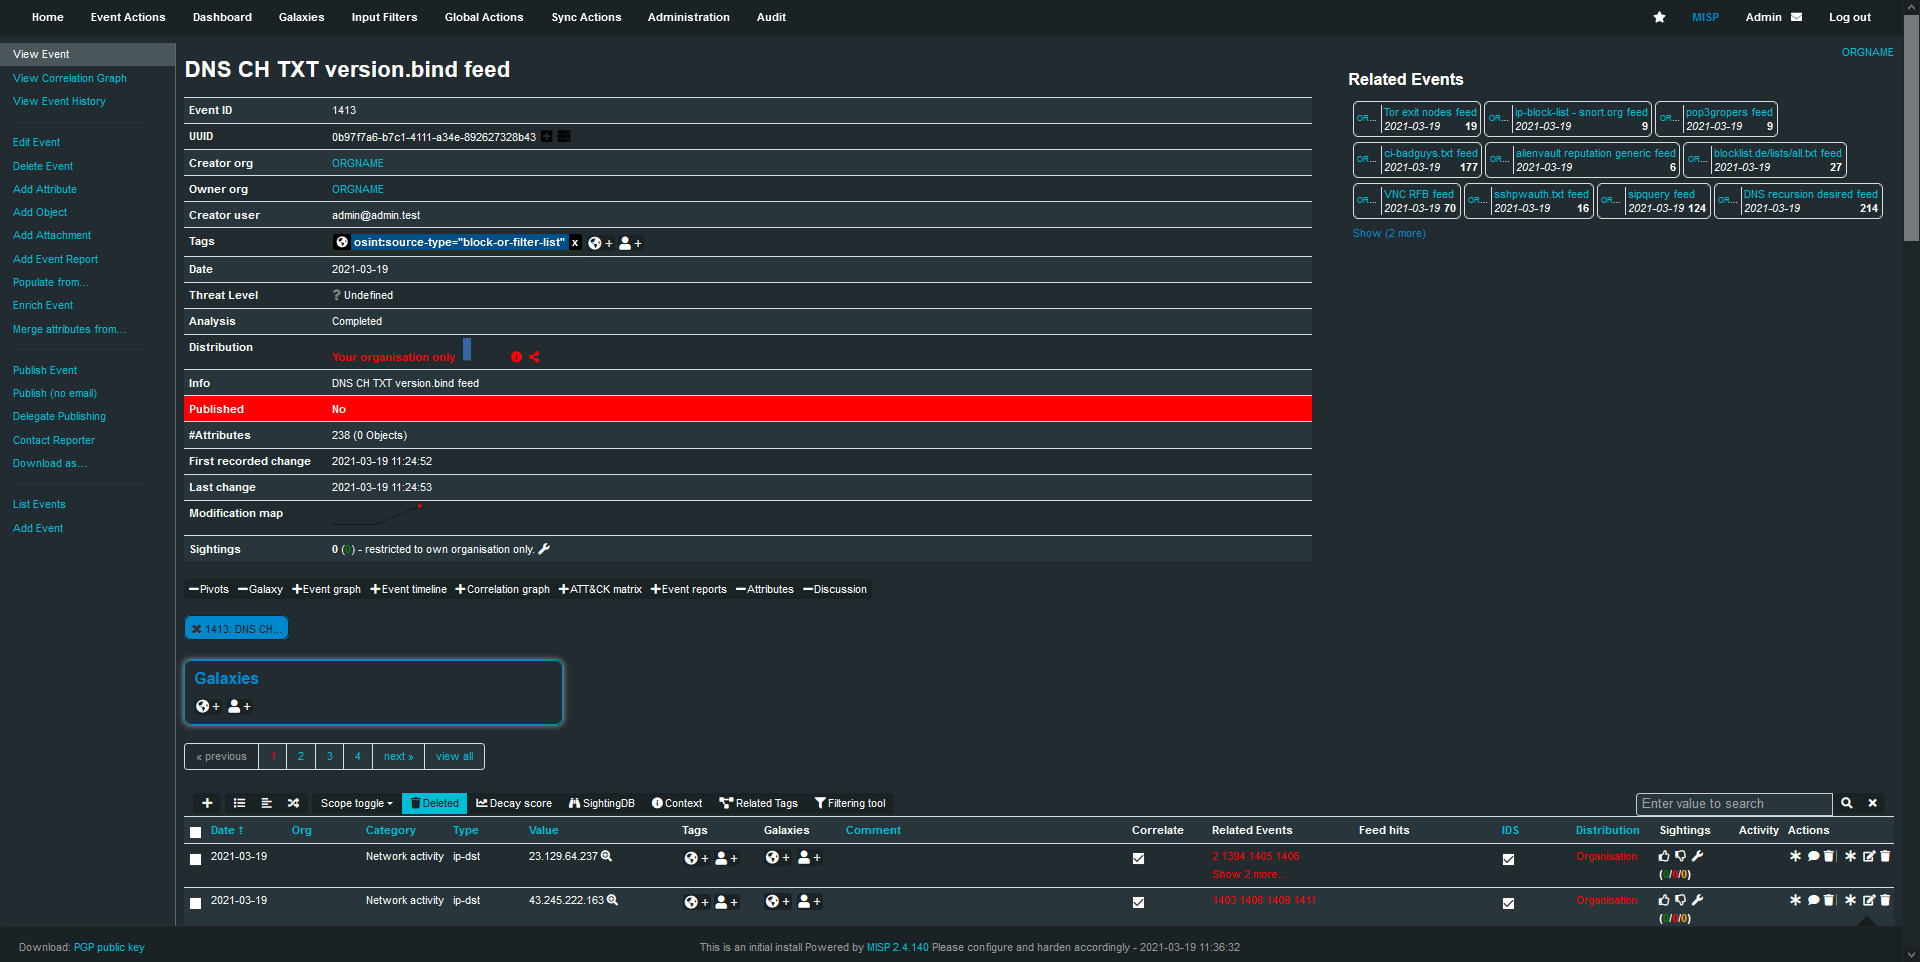 Home Event Actions Dashboard Galaxies Input Filters Global Actions Sync Actions Administration Audit MISP Admin Log out
View Event
View Correlation Graph
View Event History
Edit Event
Delete Event
Add Attribute
Add Object
Add Attachment
Add Event Report
Populate from...
Enrich Event
Merge attributes from...
Publish Event
Publish (no email)
Delegate Publishing
Contact Reporter
Download as...
List Events
Add Event
ORGNAME
DNS CH TXT version.bind feed
Event ID 1413
UUID 0b97f7a6-b7c1-4111-a34e-892627328b43
Creator org ORGNAME
Owner org ORGNAME
Creator user admin@admin.test
Tags osint:source-type="block-or-filter-list" x + +
Date 2021-03-19
Threat Level ? Undefined
Analysis Completed
Distribution Your organisation only
Info DNS CH TXT version.bind feed
Published No
#Attributes 238 (0 Objects)
First recorded change 2021-03-19 11:24:52
Last change 2021-03-19 11:24:53
Modification map
Sightings 0 (0) - restricted to own organisation only.
Related Events
OR... Tor exit nodes feed 2021-03-19 19
OR... ip-block-list - snort.org feed 2021-03-19 9
OR... pop3gropers feed 2021-03-19 9
OR... ci-badguys.txt feed 2021-03-19 177
OR... alienvault reputation generic feed 2021-03-19 6
OR... blocklist.de/lists/all.txt feed 2021-03-19 27
OR... VNC RFB feed 2021-03-19 70
OR... sshpwauth.txt feed 2021-03-19 16
OR... sipquery feed 2021-03-19 124
OR... DNS recursion desired feed 2021-03-19 214
Show (2 more)
−Pivots −Galaxy +Event graph +Event timeline +Correlation graph +ATT&CK matrix +Event reports −Attributes −Discussion
✖ 1413: DNS CH...
Galaxies
+ +
« previous 1 2 3 4 next » view all
+ Scope toggle Deleted Decay score SightingDB Context Related Tags Filtering tool Enter value to search
Date ↑ Org Category Type Value Tags Galaxies Comment Correlate Related Events Feed hits IDS Distribution Sightings Activity Actions
2021-03-19 Network activity ip-dst 23.129.64.237 + + + + 2 1394 1405 1406 Organisation
Show 2 more... (0/0/0)
2021-03-19 Network activity ip-dst 43.245.222.163 + + + + 1403 1406 1409 1411 Organisation
(0/0/0)
Download: PGP public key This is an initial install Powered by MISP 2.4.140 Please configure and harden accordingly - 2021-03-19 11:36:32